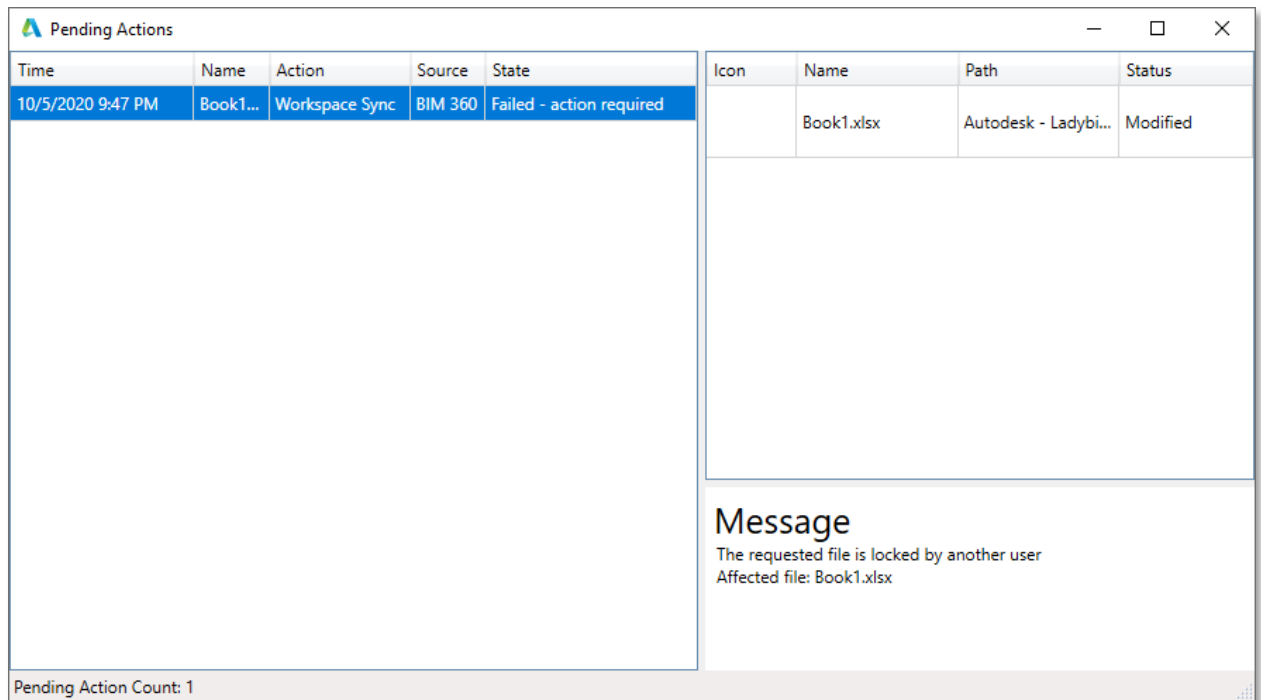 Pending Actions
Time Name Action Source State
10/5/2020 9:47 PM Book1... Workspace Sync BIM 360 Failed - action required
Icon Name Path Status
Book1.xlsx Autodesk - Ladybi... Modified
Message
The requested file is locked by another user
Affected file: Book1.xlsx
Pending Action Count: 1